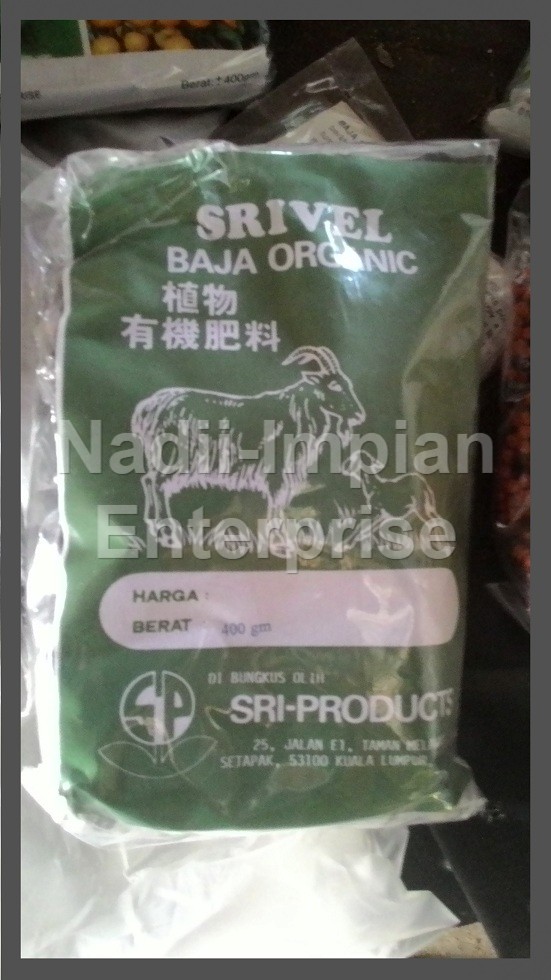 Berat: ± 400gm
SRIVEL
BAJA ORGANIC
植物
有機肥料
Nadii-Impian
Enterprise
HARGA :
BERAT : 400 gm
DI BUNGKUS OLIH
SP
SRI-PRODUCTS
25, JALAN E1, TAMAN
SETAPAK, 53100 KUALA LUMPUR